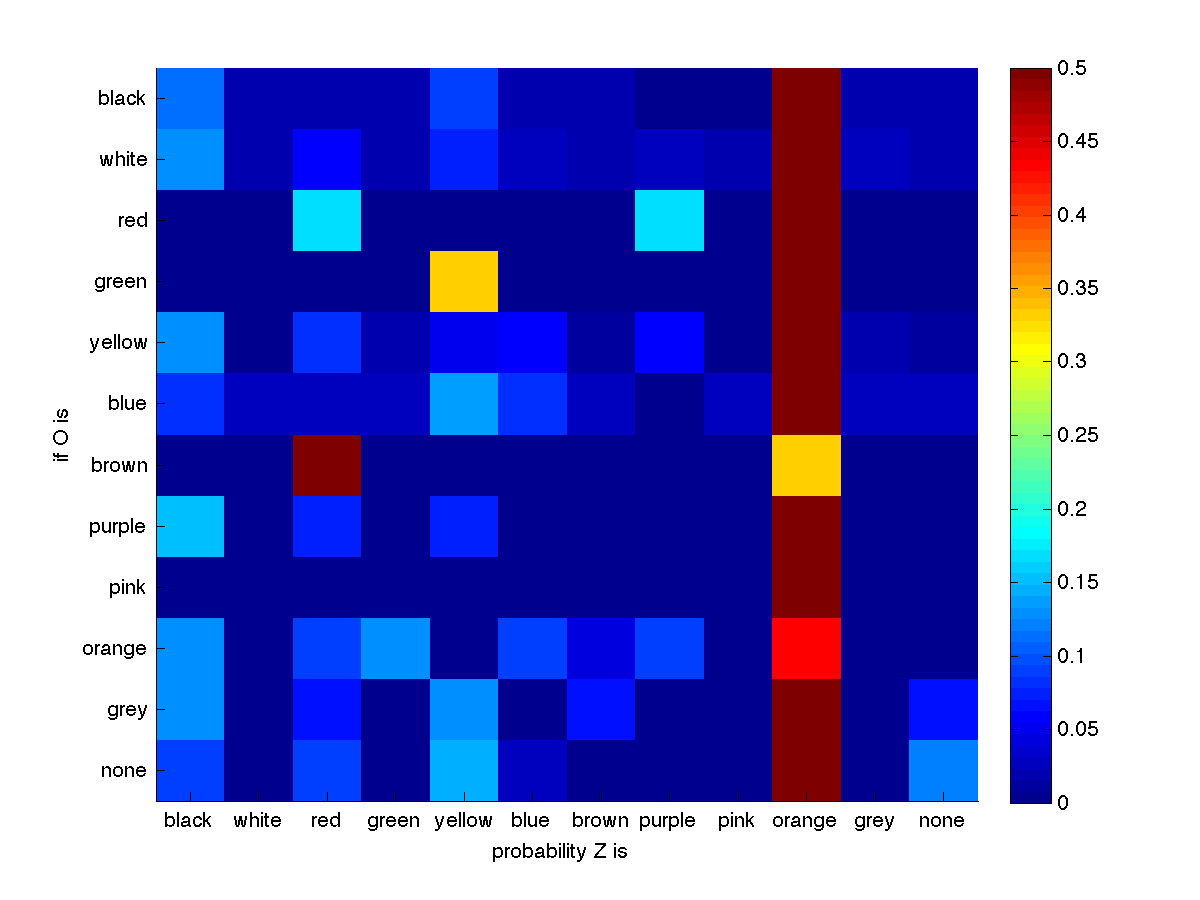 black
white
red
green
yellow
blue
brown
purple
pink
orange
grey
none
if O is
black white red green yellow blue brown purple pink orange grey none
probability Z is
0.5
0.45
0.4
0.35
0.3
0.25
0.2
0.15
0.1
0.05
0